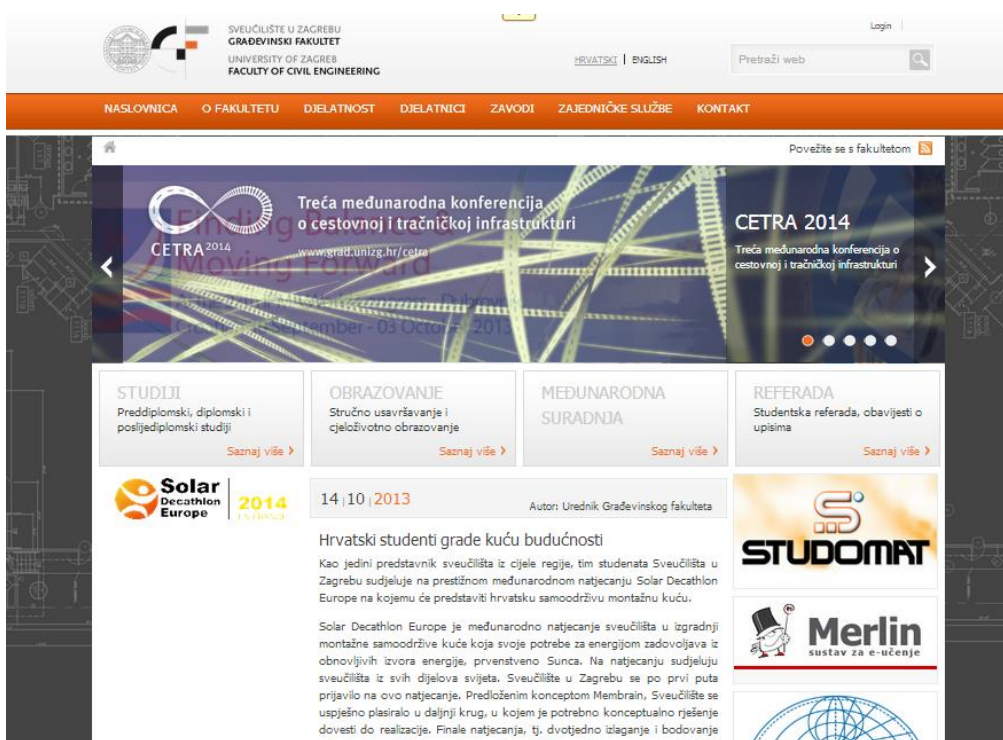 SVEUČILIŠTE U ZAGREBU
GRAĐEVINSKI FAKULTET
UNIVERSITY OF ZAGREB
FACULTY OF CIVIL ENGINEERING
HRVATSKI | ENGLISH
Login
Pretraži web
NASLOVNICA O FAKULTETU DJELATNOST DJELATNICI ZAVODI ZAJEDNIČKE SLUŽBE KONTAKT
Povežite se s fakultetom
Treća međunarodna konferencija
o cestovnoj i tračničkoj infrastrukturi
www.grad.unizg.hr/cetra
CETRA 2014
Finding Balance &
Moving Forward
CETRA 2014
Treća međunarodna konferencija o
cestovnoj i tračničkoj infrastrukturi
STUDIJI
Preddiplomski, diplomski i
poslijediplomski studiji
Saznaj više
OBRAZOVANJE
Stručno usavršavanje i
cjeloživotno obrazovanje
Saznaj više
MEĐUNARODNA
SURADNJA
Saznaj više
REFERADA
Studentska referada, obavijesti o
upisima
Saznaj više
Solar
Decathlon
Europe
2014
14 | 10 | 2013
Autor: Urednik Građevinskog fakulteta
Hrvatski studenti grade kuću budućnosti
Kao jedini predstavnik sveučilišta iz cijele regije, tim studenata Sveučilišta u
Zagrebu sudjeluje na prestižnom međunarodnom natjecanju Solar Decathlon
Europe na kojemu će predstaviti hrvatsku samoodrživu montažnu kuću.
Solar Decathlon Europe je međunarodno natjecanje sveučilišta u izgradnji
montažne samoodržive kuće koja svoje potrebe za energijom zadovoljava iz
obnovljivih izvora energije, prvenstveno Sunca. Na natjecanju sudjeluju
sveučilišta iz svih dijelova svijeta. Sveučilište u Zagrebu se po prvi puta
prijavilo na ovo natjecanje. Predloženim konceptom Membrain, Sveučilište se
uspješno plasiralo u daljnji krug, u kojem je potrebno konceptualno rješenje
dovesti do realizacije. Finale natjecanja, tj. dvotjedno izlaganje i bodovanje
STUDOMAT
Merlin
sustav za e-učenje